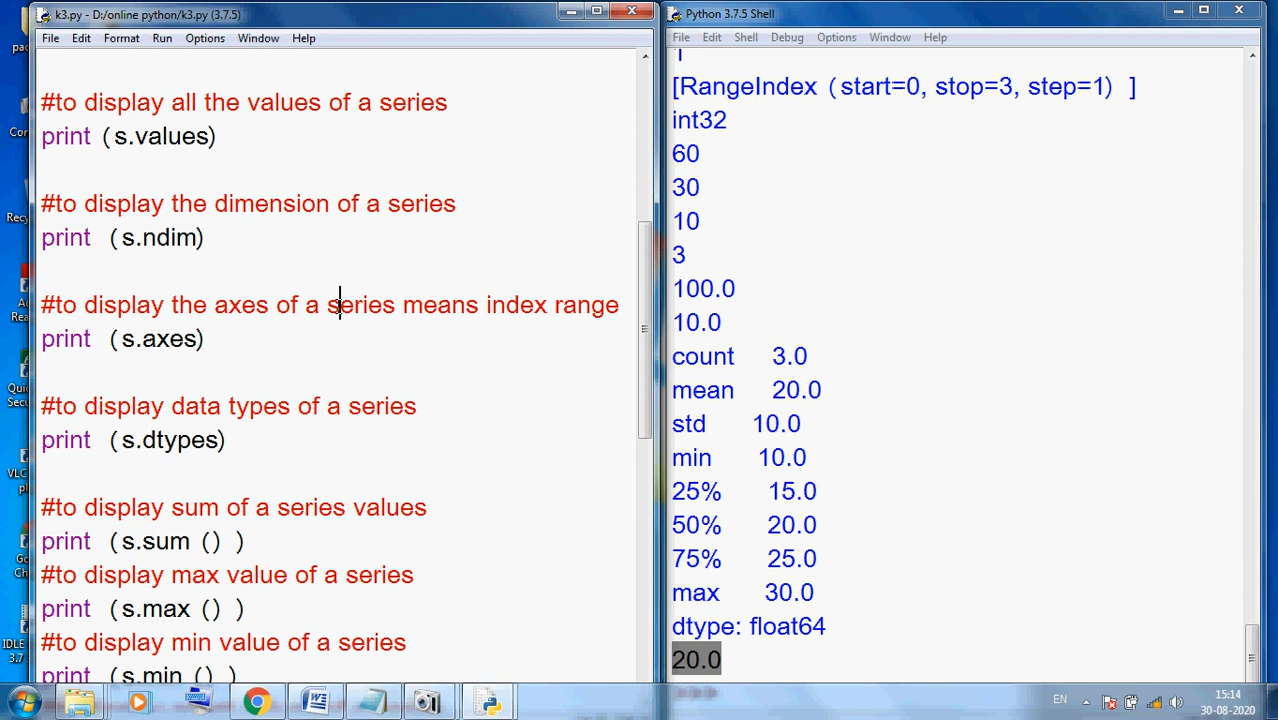 k3.py - D:/online python/k3.py (3.7.5)
File Edit Format Run Options Window Help
#to display all the values of a series
print (s.values)
#to display the dimension of a series
print (s.ndim)
#to display the axes of a series means index range
print (s.axes)
#to display data types of a series
print (s.dtypes)
#to display sum of a series values
print (s.sum () )
#to display max value of a series
print (s.max () )
#to display min value of a series
print (s.min () )
Python 3.7.5 Shell
File Edit Shell Debug Options Window Help
[RangeIndex (start=0, stop=3, step=1) ]
int32
60
30
10
3
100.0
10.0
count 3.0
mean 20.0
std 10.0
min 10.0
25% 15.0
50% 20.0
75% 25.0
max 30.0
dtype: float64
20.0
EN
15:14
30-08-2020